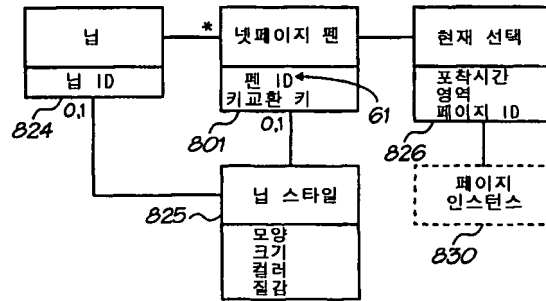 닙
*
넷페이지 펜
현재 선택
닙 ID
824
0,1
펜 ID
키교환 키
801
0,1
61
포착시간
영역
페이지 ID
826
닙 스타일
825
모양
크기
컬러
질감
페이지
인스턴스
830